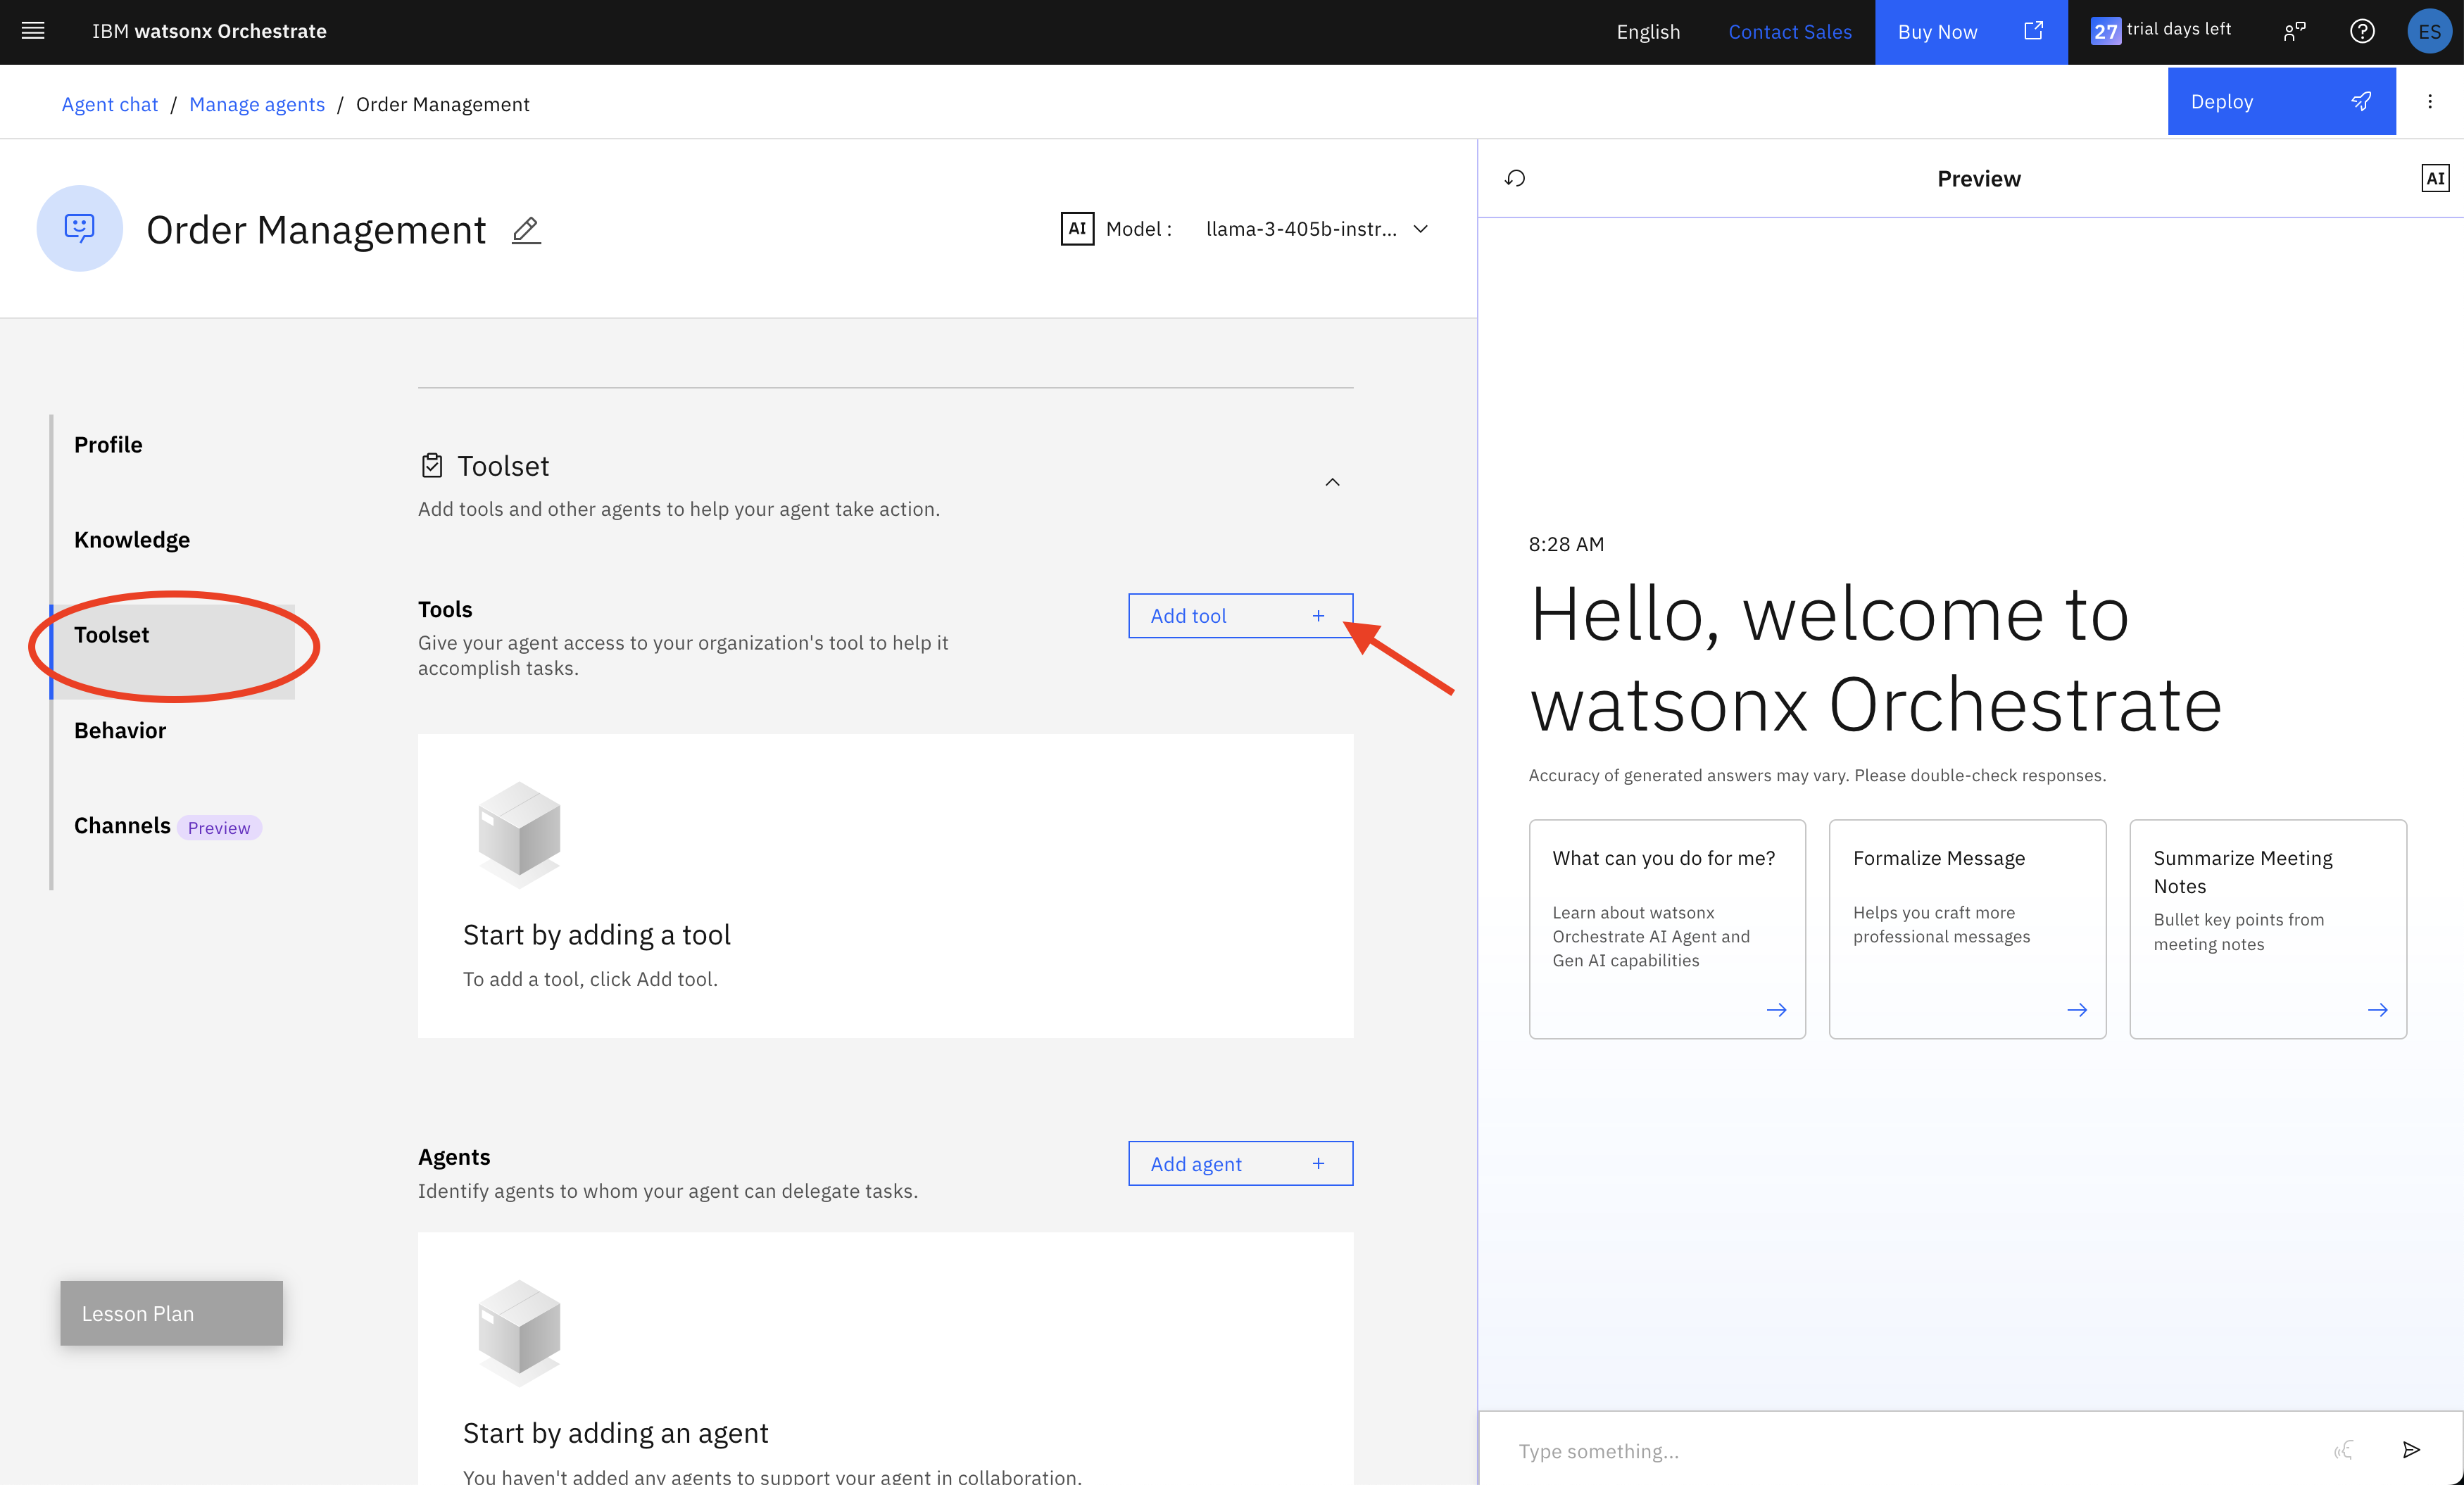 IBM watsonx Orchestrate
English
Contact Sales
Buy Now
27 trial days left
ES
Agent chat / Manage agents / Order Management
Deploy
Order Management
AI Model : llama-3-405b-instr...
Preview
AI
Profile
Knowledge
Toolset
Behavior
Channels Preview
Lesson Plan
Toolset
Add tools and other agents to help your agent take action.
Tools
Add tool +
Give your agent access to your organization's tool to help it
accomplish tasks.
Start by adding a tool
To add a tool, click Add tool.
Agents
Add agent +
Identify agents to whom your agent can delegate tasks.
Start by adding an agent
You haven't added any agents to support your agent in collaboration.
8:28 AM
Hello, welcome to
watsonx Orchestrate
Accuracy of generated answers may vary. Please double-check responses.
What can you do for me?
Learn about watsonx
Orchestrate AI Agent and
Gen AI capabilities
Formalize Message
Helps you craft more
professional messages
Summarize Meeting
Notes
Bullet key points from
meeting notes
Type something...